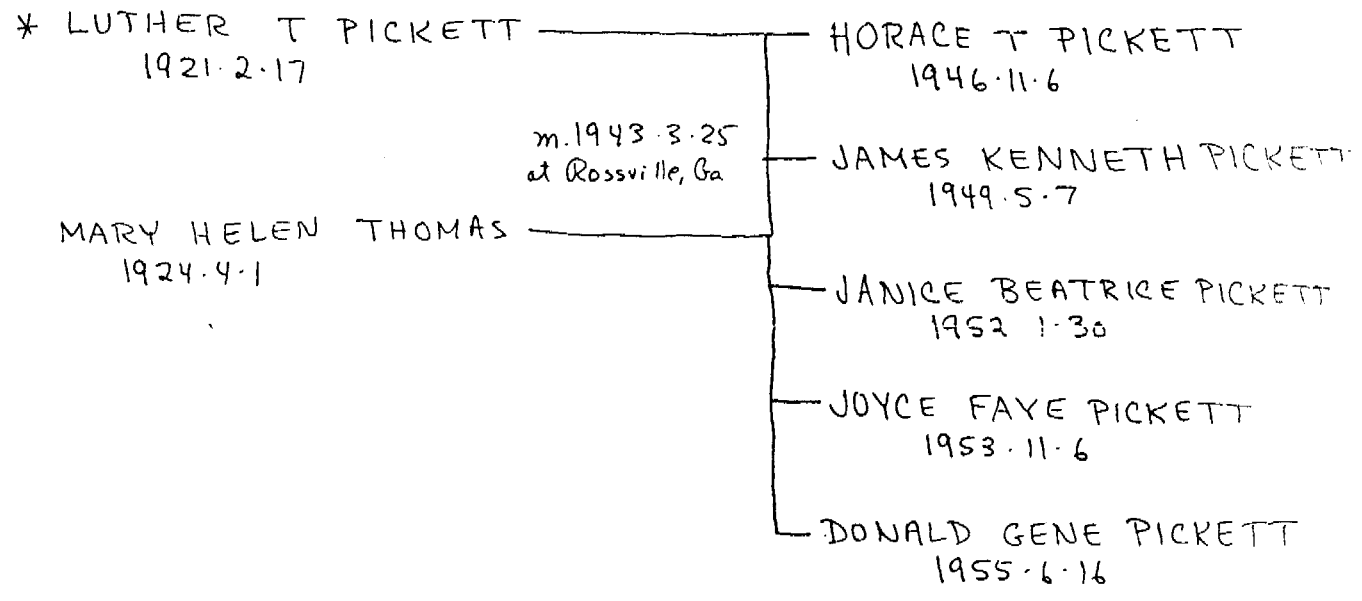 * LUTHER T PICKETT
1921·2·17
m.1943·3·25
at Rossville, Ga
MARY HELEN THOMAS
1924·4·1
HORACE T PICKETT
1946·11·6
JAMES KENNETH PICKETT
1949·5·7
JANICE BEATRICE PICKETT
1952 1·30
JOYCE FAYE PICKETT
1953·11·6
DONALD GENE PICKETT
1955·6·16